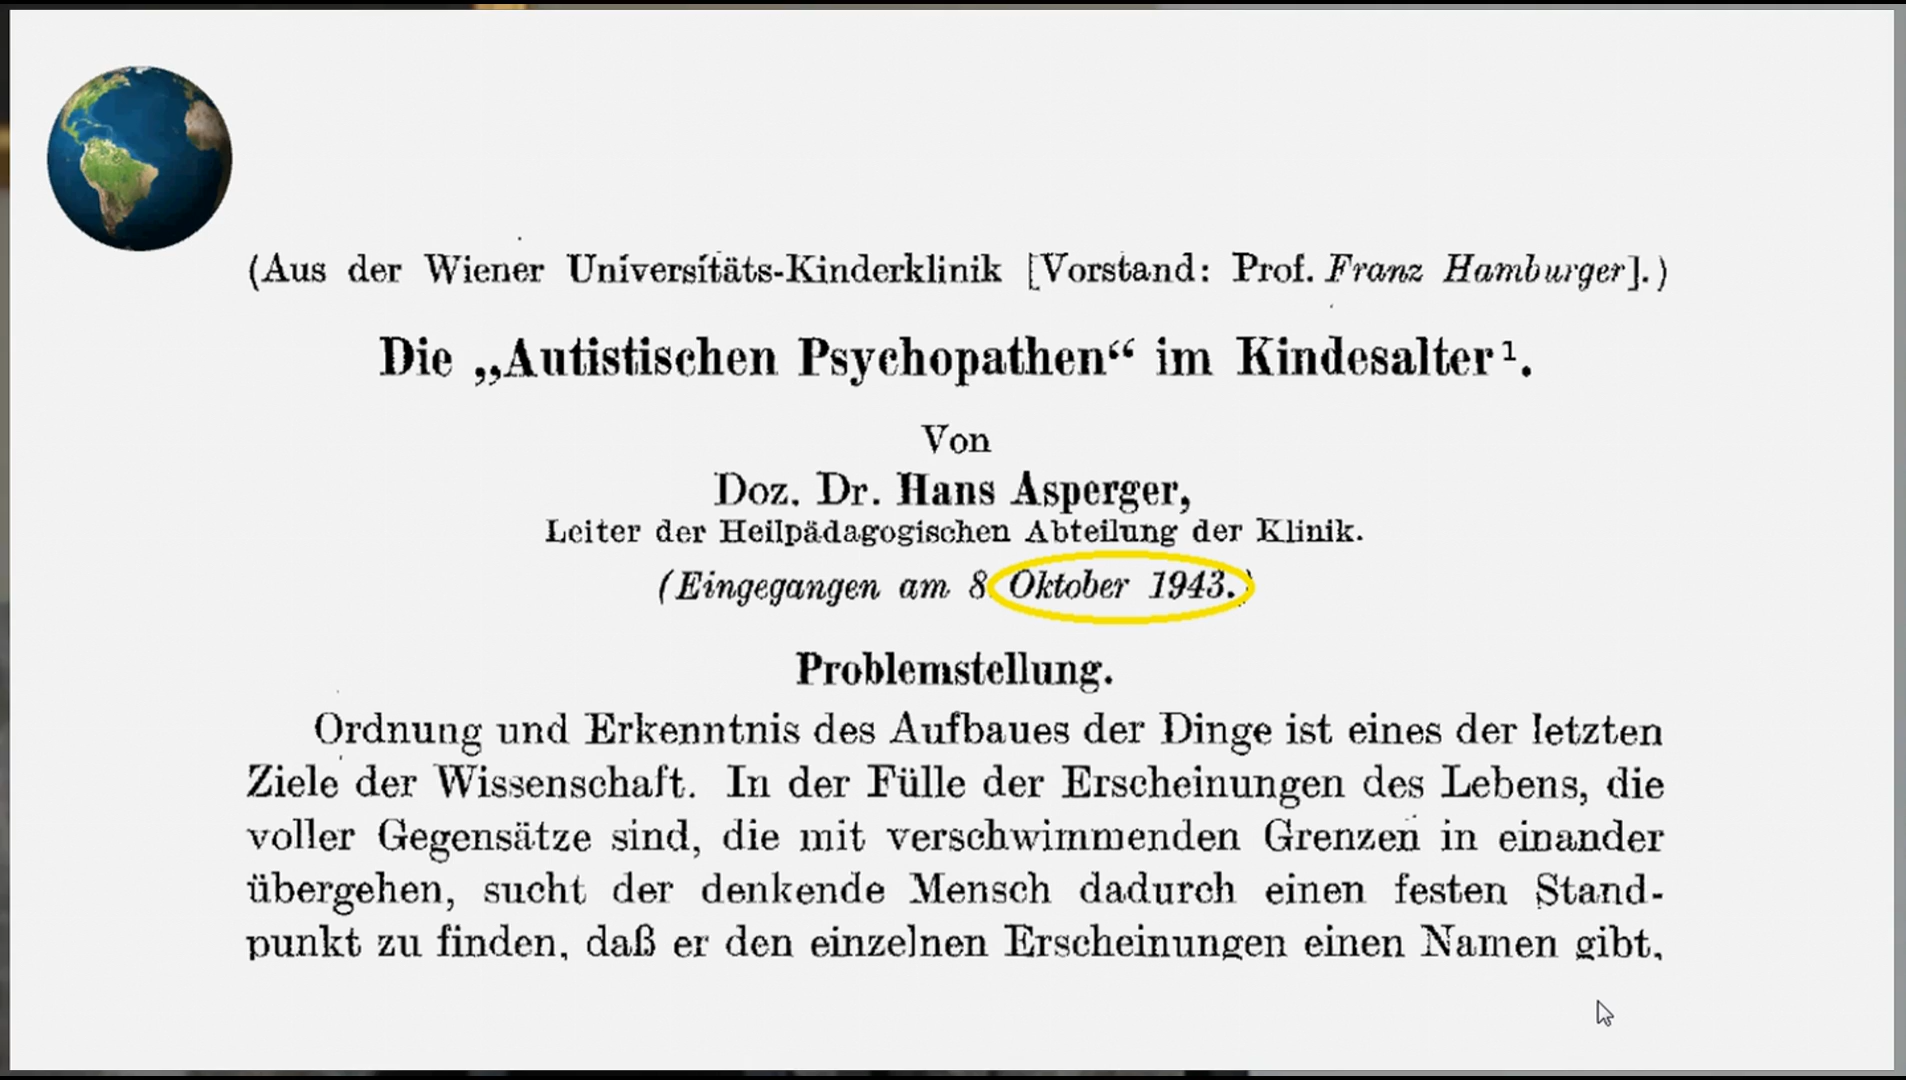 (Aus der Wiener Universitäts-Kinderklinik [Vorstand: Prof. Franz Hamburger].)
Die „Autistischen Psychopathen“ im Kindesalter¹.
Von
Doz. Dr. Hans Asperger,
Leiter der Heilpädagogischen Abteilung der Klinik.
(Eingegangen am 8 Oktober 1943.)
Problemstellung.
Ordnung und Erkenntnis des Aufbaues der Dinge ist eines der letzten
Ziele der Wissenschaft. In der Fülle der Erscheinungen des Lebens, die
voller Gegensätze sind, die mit verschwimmenden Grenzen in einander
übergehen, sucht der denkende Mensch dadurch einen festen Stand-
punkt zu finden, daß er den einzelnen Erscheinungen einen Namen gibt,